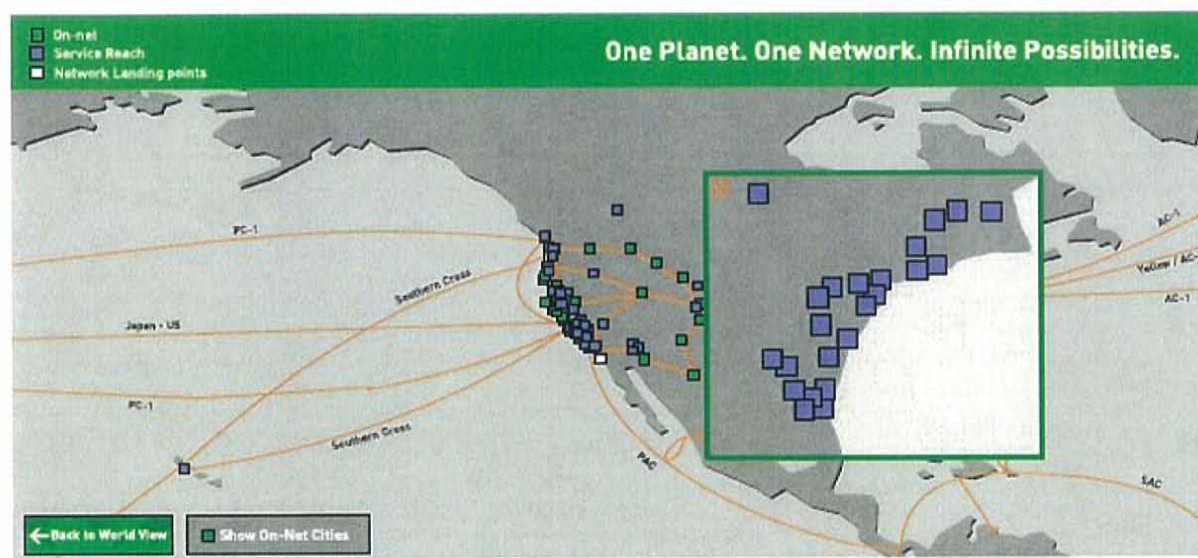 On-net
Service Reach
Network Landing points
One Planet. One Network. Infinite Possibilities.
PC-1
Southern Cross
Japan - US
PC-1
Southern Cross
PAC
AC-1
Yellow / AC-
AC-1
SAC
←Back to World View
Show On-Net Cities